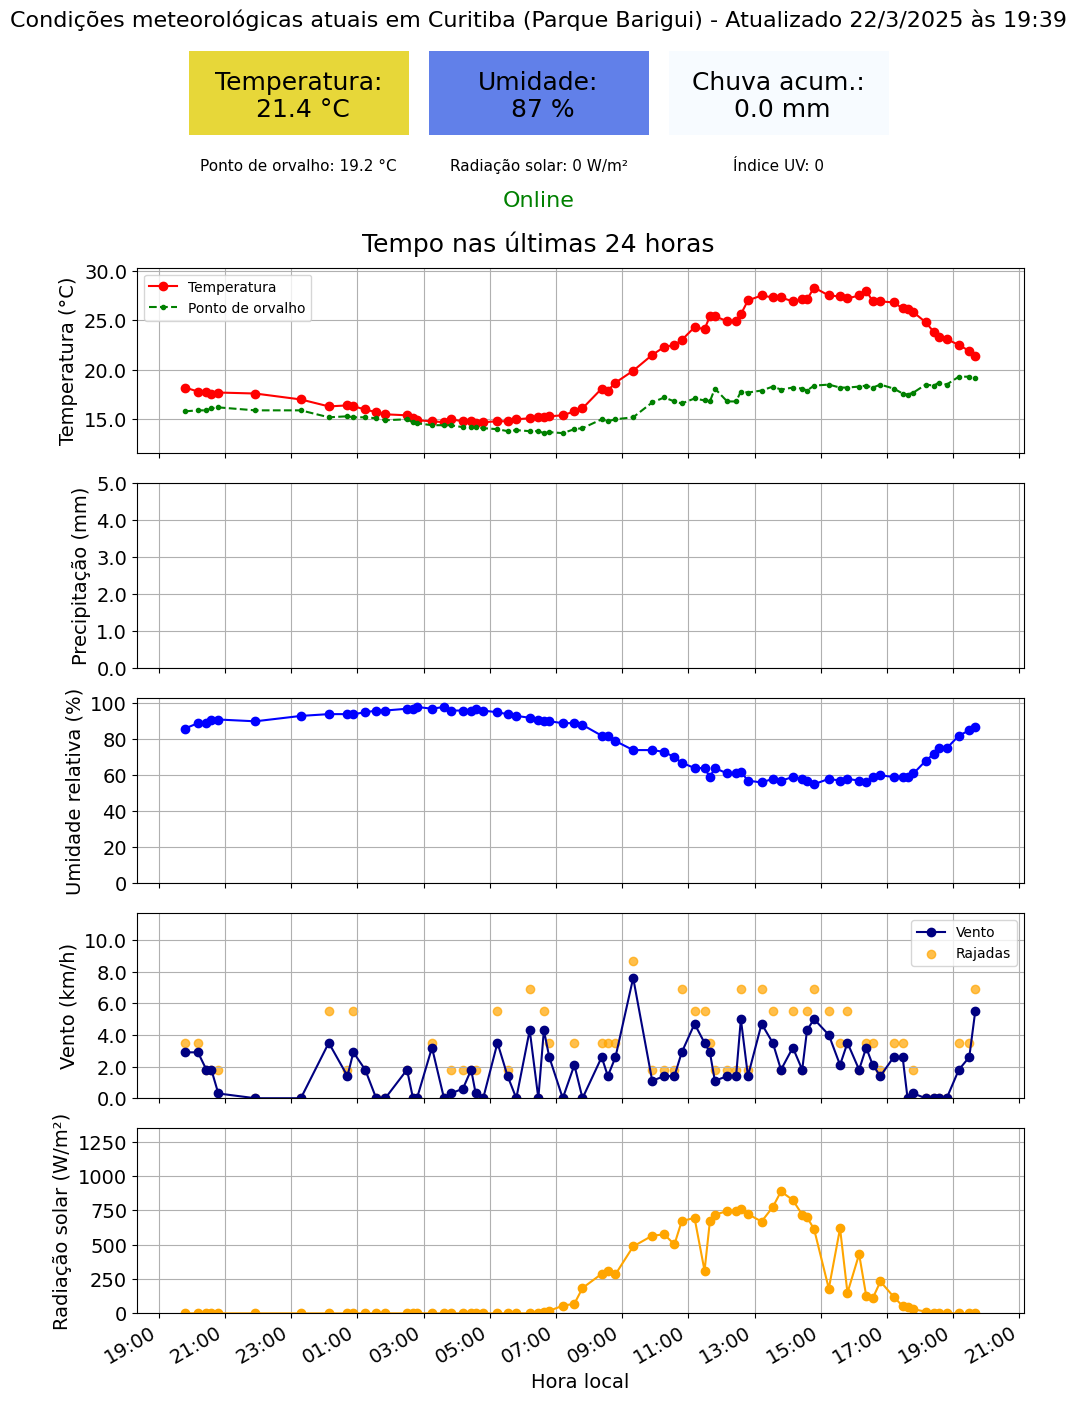 Condições meteorológicas atuais em Curitiba (Parque Barigui) - Atualizado 22/3/2025 às 19:39
Temperatura:
21.4 °C
Umidade:
87 %
Chuva acum.:
0.0 mm
Ponto de orvalho: 19.2 °C
Radiação solar: 0 W/m²
Índice UV: 0
Online
Tempo nas últimas 24 horas
Temperatura (°C)
30.0
25.0
20.0
15.0
Temperatura
Ponto de orvalho
Precipitação (mm)
5.0
4.0
3.0
2.0
1.0
0.0
Umidade relativa (%)
100
80
60
40
20
0
Vento (km/h)
10.0
8.0
6.0
4.0
2.0
0.0
Vento
Rajadas
Radiação solar (W/m²)
1250
1000
750
500
250
0
19:00
21:00
23:00
01:00
03:00
05:00
07:00
09:00
11:00
13:00
15:00
17:00
19:00
21:00
Hora local